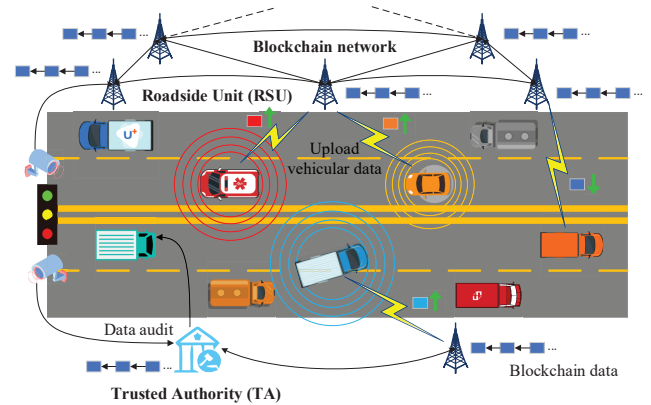 ...
...
Blockchain network
...
...
Roadside Unit (RSU)
...
U+
Upload
vehicular data
Data audit
...
...
Blockchain data
Trusted Authority (TA)